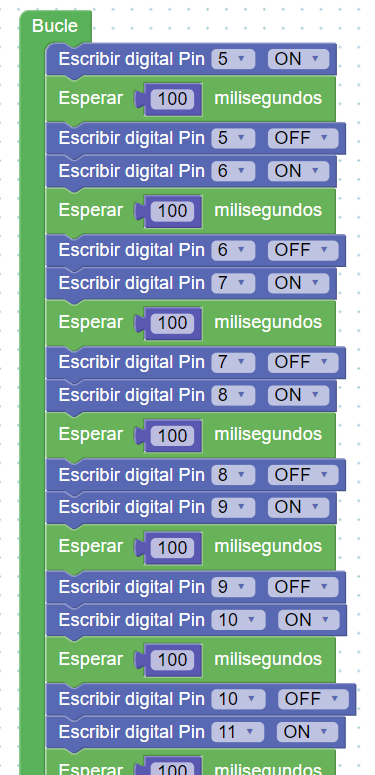 Bucle
Escribir digital Pin 5 ON
Esperar 100 milisegundos
Escribir digital Pin 5 OFF
Escribir digital Pin 6 ON
Esperar 100 milisegundos
Escribir digital Pin 6 OFF
Escribir digital Pin 7 ON
Esperar 100 milisegundos
Escribir digital Pin 7 OFF
Escribir digital Pin 8 ON
Esperar 100 milisegundos
Escribir digital Pin 8 OFF
Escribir digital Pin 9 ON
Esperar 100 milisegundos
Escribir digital Pin 9 OFF
Escribir digital Pin 10 ON
Esperar 100 milisegundos
Escribir digital Pin 10 OFF
Escribir digital Pin 11 ON
Esperar 100 milisegundos